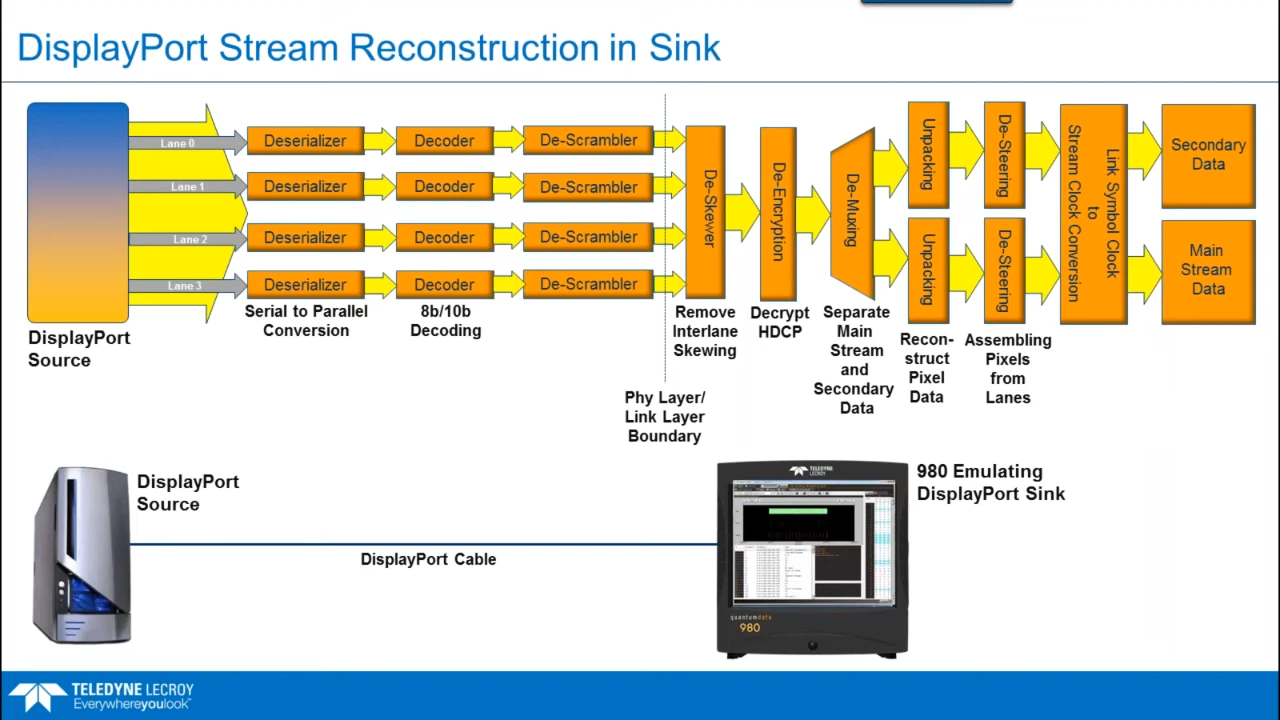 DisplayPort Stream Reconstruction in Sink
Lane 0
Deserializer
Decoder
De-Scrambler
Lane 1
Deserializer
Decoder
De-Scrambler
Lane 2
Deserializer
Decoder
De-Scrambler
Lane 3
Deserializer
Decoder
De-Scrambler
De-Skewer
De-Encryption
De-Muxing
Unpacking
De-Steering
Unpacking
De-Steering
Link Symbol Clock
to
Stream Clock Conversion
Secondary
Data
Main
Stream
Data
DisplayPort
Source
Serial to Parallel
Conversion
8b/10b
Decoding
Phy Layer/
Link Layer
Boundary
Remove
Interlane
Skewing
Decrypt
HDCP
Separate
Main
Stream
and
Secondary
Data
Recon-
struct
Pixel
Data
Assembling
Pixels
from
Lanes
DisplayPort
Source
DisplayPort Cable
TELEDYNE
LECROY
quantumdata
980
980 Emulating
DisplayPort Sink
TELEDYNE LECROY
Everywhereyoulook™